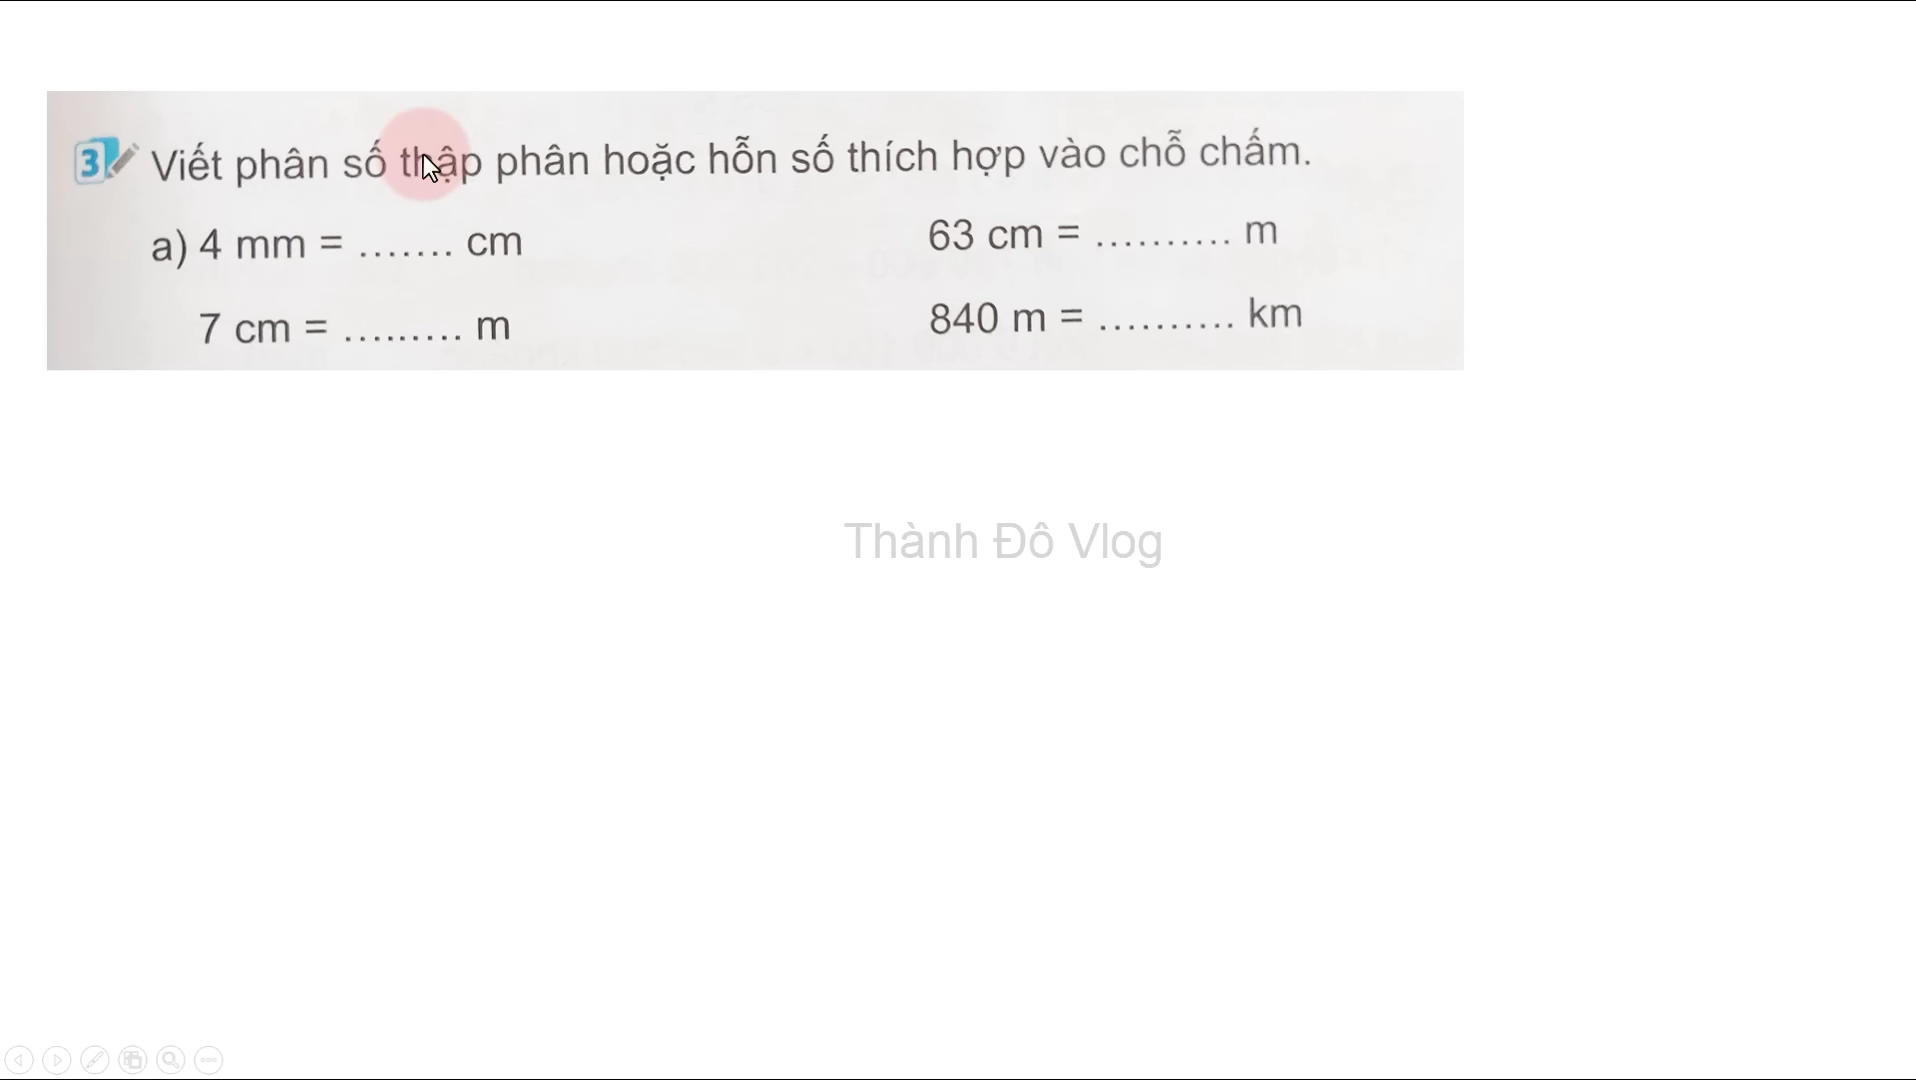 3 Viết phân số thập phân hoặc hỗn số thích hợp vào chỗ chấm.
a) 4 mm = ....... cm 63 cm = .......... m
7 cm = ......... m 840 m = .......... km
Thành Đô Vlog